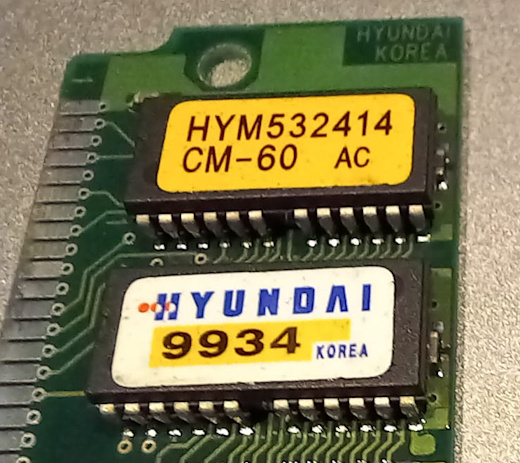 HYUNDAI
KOREA
HYM532414
CM-60 AC
HYUNDAI
9934 KOREA